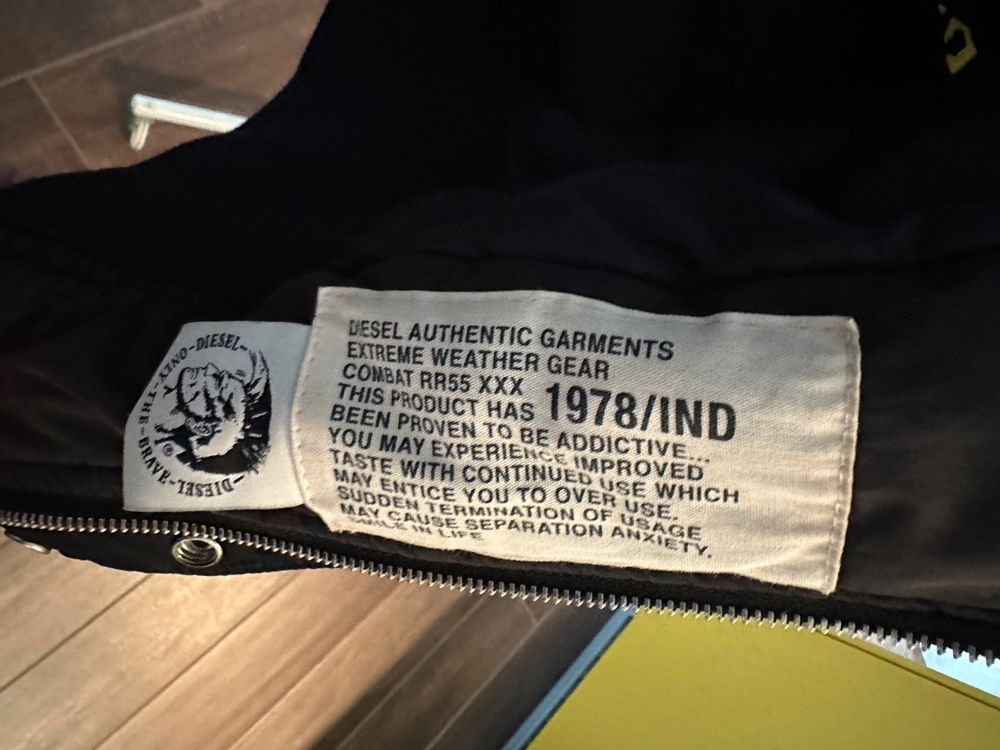 DIESEL-ONLY-THE-BRAVE-DIESEL-
®
DIESEL AUTHENTIC GARMENTS
EXTREME WEATHER GEAR
COMBAT RR55 XXX
THIS PRODUCT HAS 1978/IND
BEEN PROVEN TO BE ADDICTIVE...
YOU MAY EXPERIENCE IMPROVED
TASTE WITH CONTINUED USE WHICH
MAY ENTICE YOU TO OVER USE.
SUDDEN TERMINATION OF USAGE
MAY CAUSE SEPARATION ANXIETY.
IN LIFE